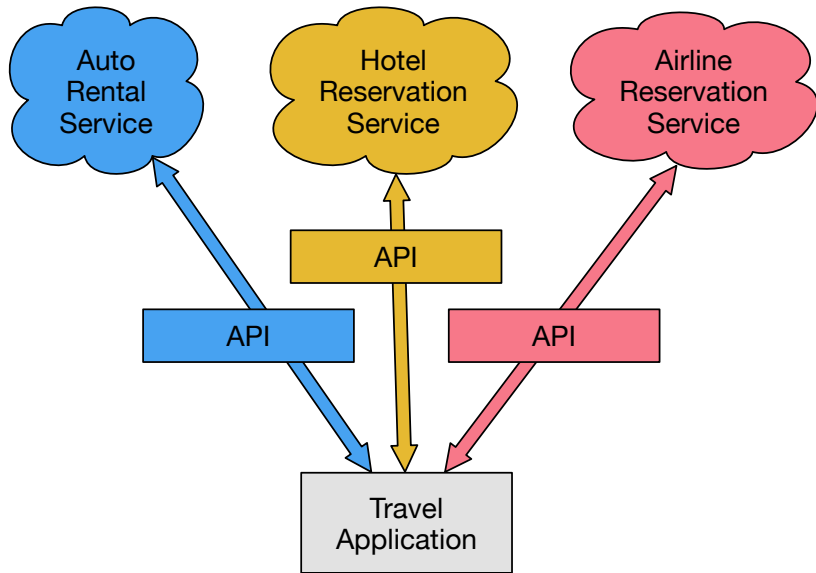 Auto
Rental
Service
Hotel
Reservation
Service
Airline
Reservation
Service
API
API
API
Travel
Application